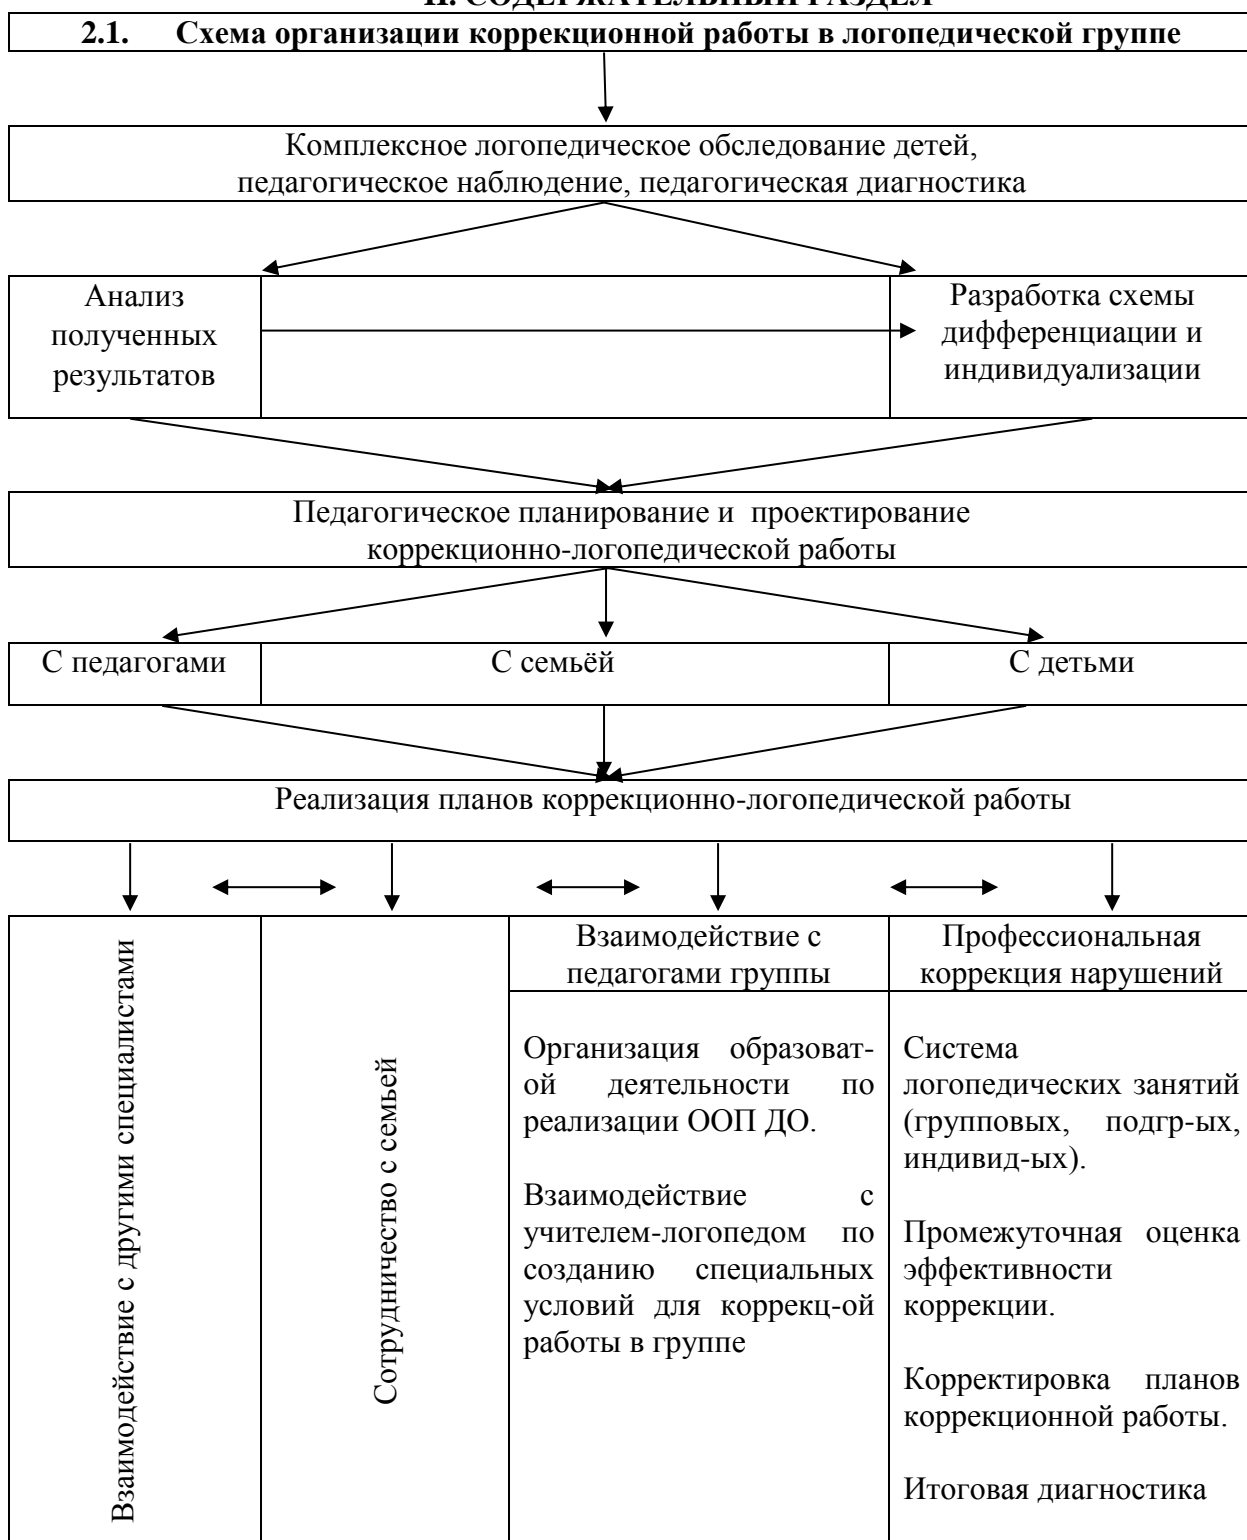 II. СОДЕРЖАТЕЛЬНЫЙ РАЗДЕЛ
2.1. Схема организации коррекционной работы в логопедической группе
Комплексное логопедическое обследование детей,
педагогическое наблюдение, педагогическая диагностика
Анализ
полученных
результатов
Разработка схемы
дифференциации и
индивидуализации
Педагогическое планирование и проектирование
коррекционно-логопедической работы
С педагогами
С семьёй
С детьми
Реализация планов коррекционно-логопедической работы
Взаимодействие с другими специалистами
Сотрудничество с семьей
Взаимодействие с
педагогами группы
Организация образоват-
ой деятельности по
реализации ООП ДО.
Взаимодействие с
учителем-логопедом по
созданию специальных
условий для коррекц-ой
работы в группе
Профессиональная
коррекция нарушений
Система
логопедических занятий
(групповых, подгр-ых,
индивид-ых).
Промежуточная оценка
эффективности
коррекции.
Корректировка планов
коррекционной работы.
Итоговая диагностика